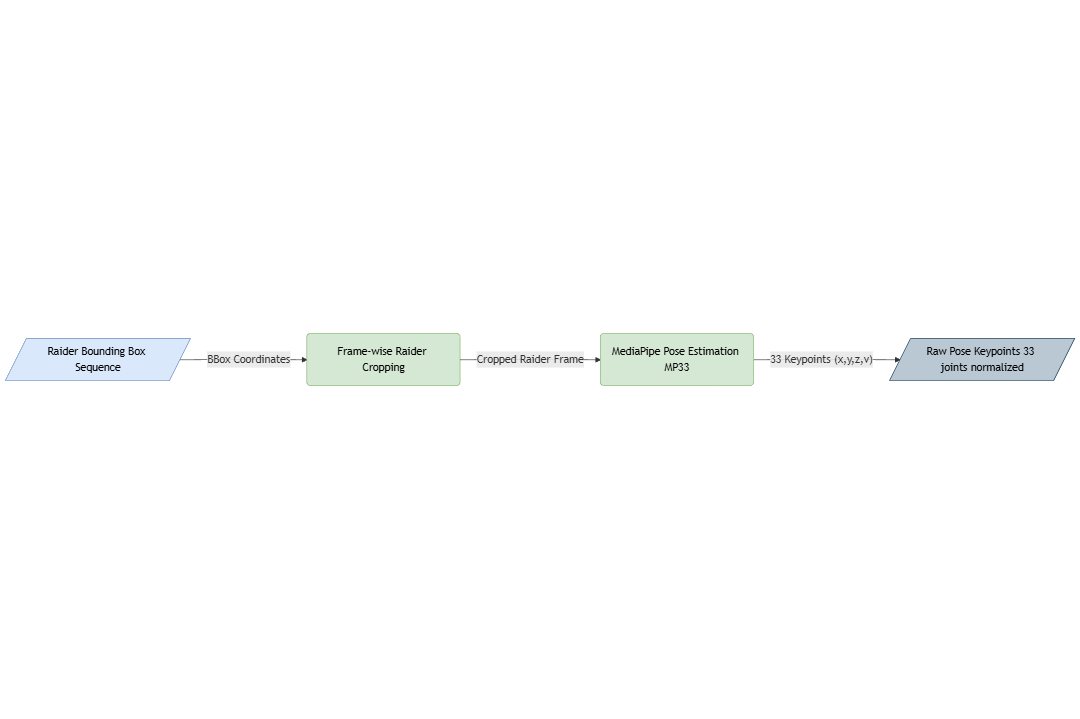 Raider Bounding Box
Sequence
BBox Coordinates
Frame-wise Raider
Cropping
Cropped Raider Frame
MediaPipe Pose Estimation
MP33
33 Keypoints (x,y,z,v)
Raw Pose Keypoints 33
joints normalized